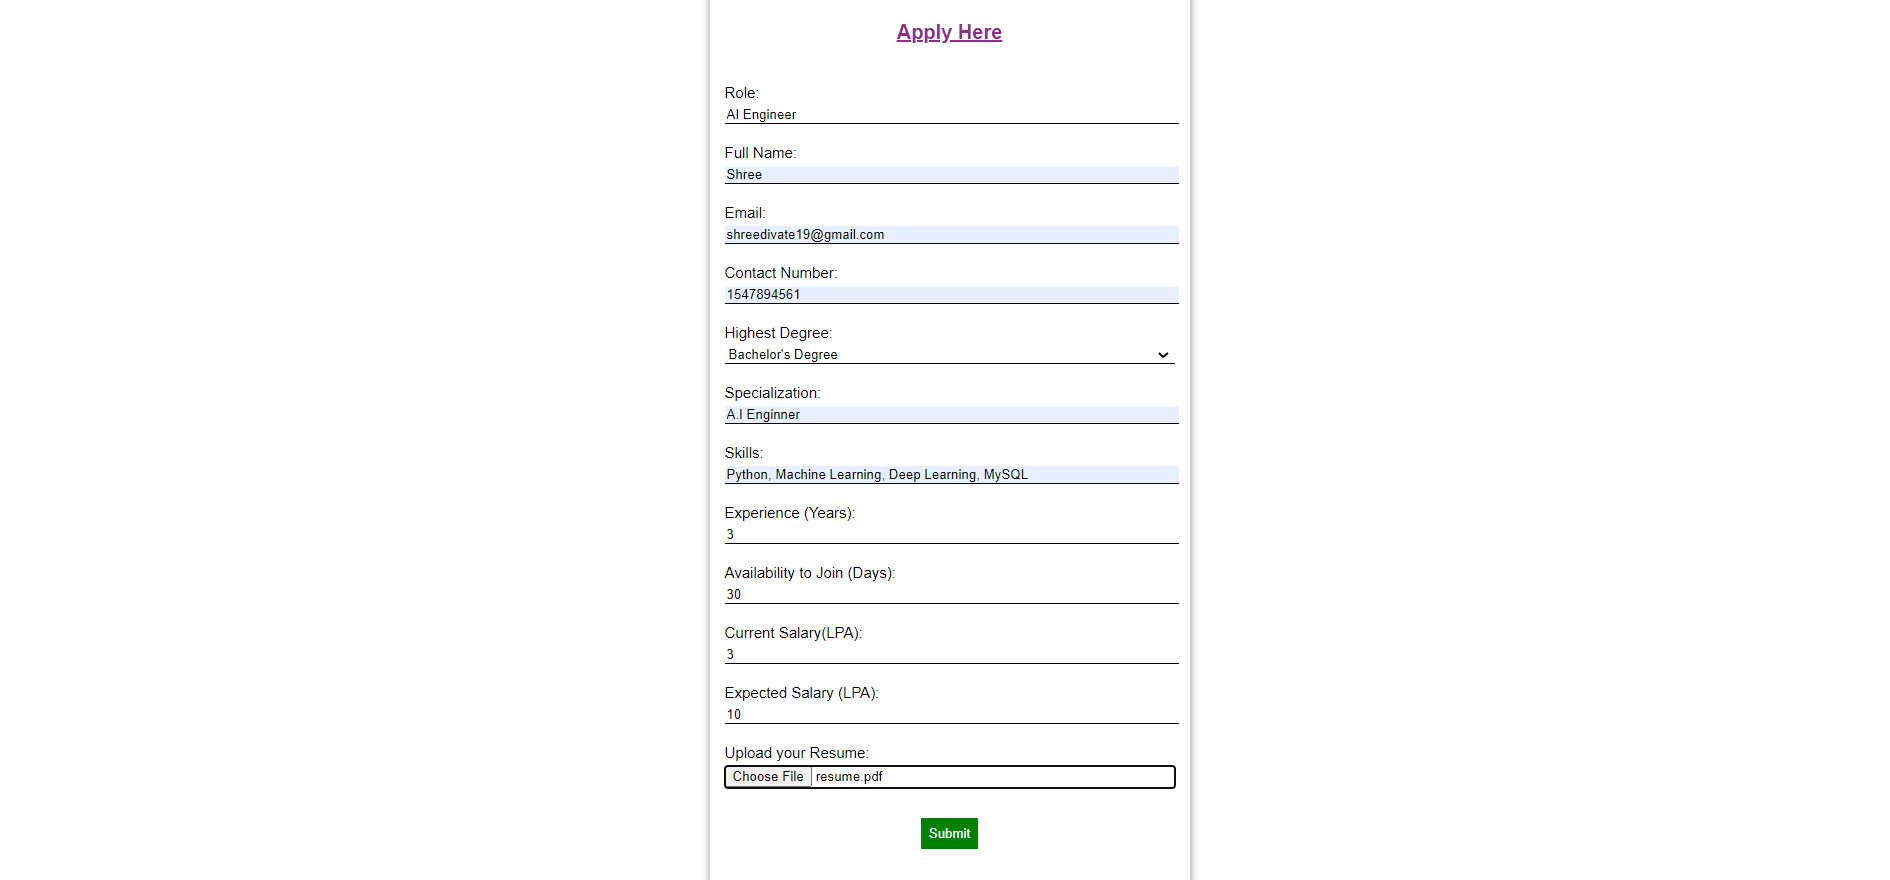 Apply Here
Role:
AI Engineer
Full Name:
Shree
Email:
shreedivate19@gmail.com
Contact Number:
1547894561
Highest Degree:
Bachelor's Degree
Specialization:
A.I Enginner
Skills:
Python, Machine Learning, Deep Learning, MySQL
Experience (Years):
3
Availability to Join (Days):
30
Current Salary(LPA):
3
Expected Salary (LPA):
10
Upload your Resume:
Choose File resume.pdf
Submit